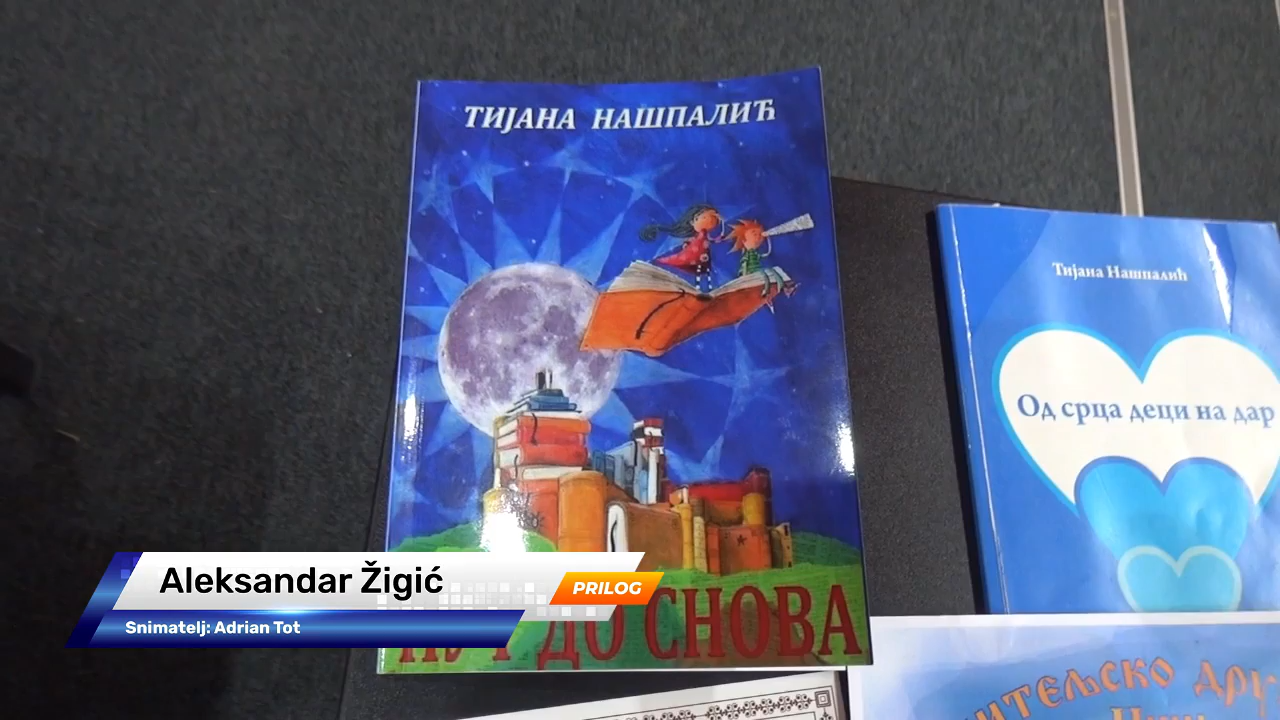 ТИЈАНА НАШПАЛИЋ
Тијана Нашпалић
Од срца деци на дар
ДО СНОВА
Aleksandar Žigić
PRILOG
Snimatelj: Adrian Tot